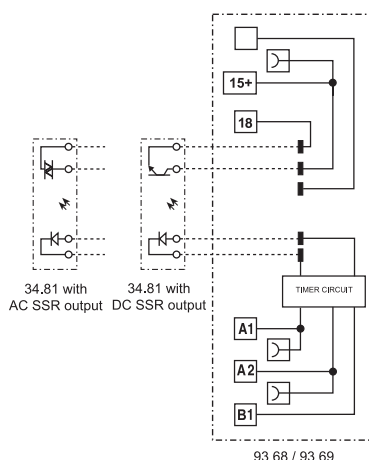 15+
18
34.81 with
AC SSR output
34.81 with
DC SSR output
TIMER CIRCUIT
A1
A2
B1
93.68 / 93.69